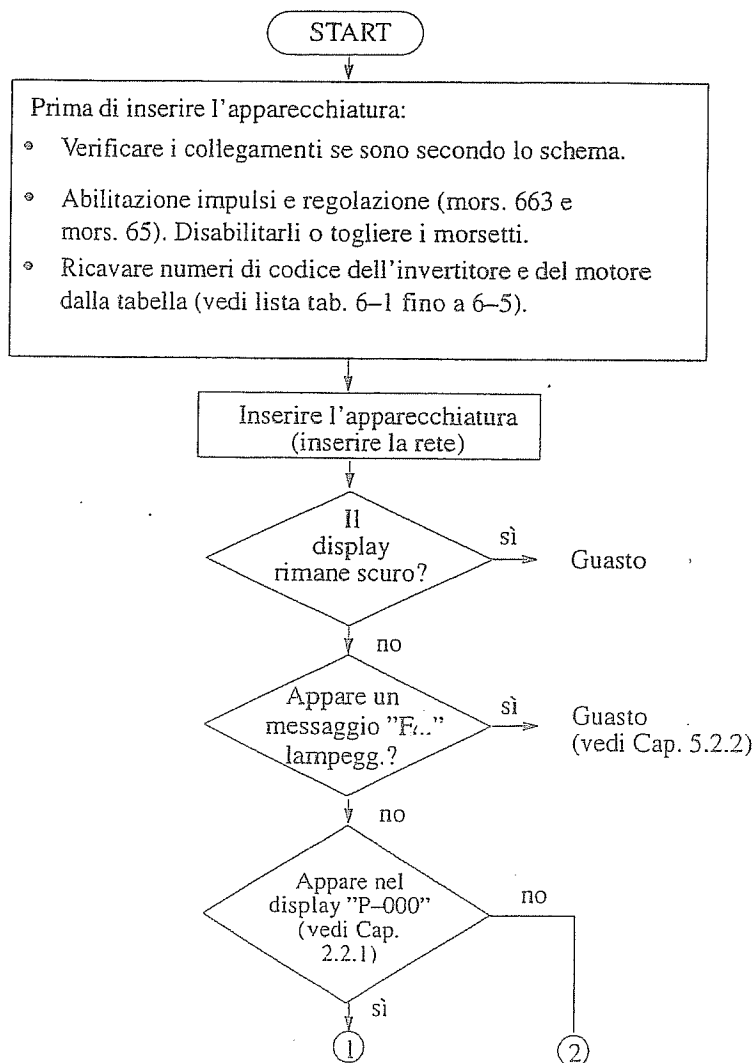 START
Prima di inserire l'apparecchiatura:
Verificare i collegamenti se sono secondo lo schema.
Abilitazione impulsi e regolazione (mors. 663 e
mors. 65). Disabilitarli o togliere i morsetti.
Ricavare numeri di codice dell'invertitore e del motore
dalla tabella (vedi lista tab. 6–1 fino a 6–5).
Inserire l'apparecchiatura
(inserire la rete)
Il
display
rimane scuro?
sì
Guasto
no
Appare un
messaggio
lampegg.?
sì
Guasto
(vedi Cap. 5.2.2)
no
Appare nel
display "P–000"
(vedi Cap.
2.2.1)
no
sì
1
2